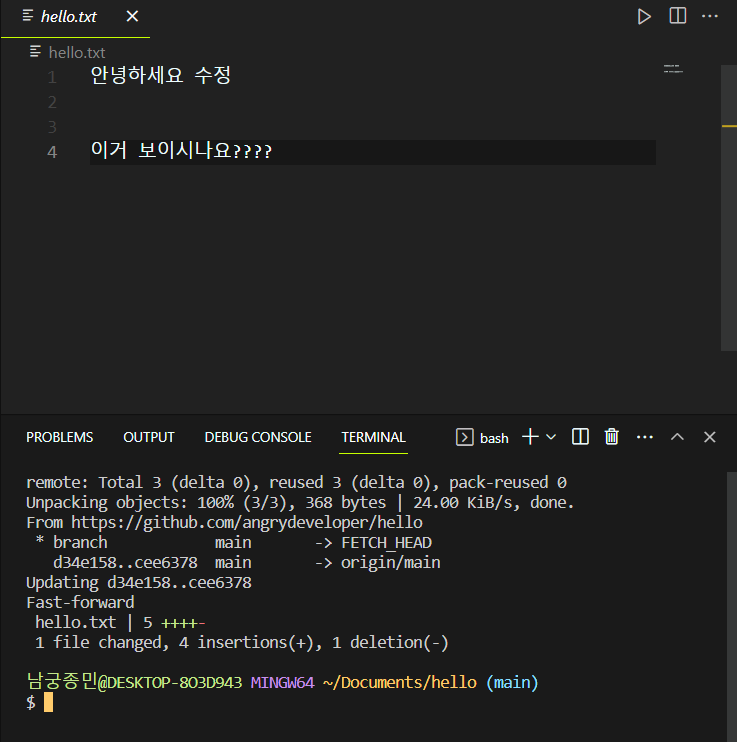 hello.txt
hello.txt
1 안녕하세요 수정
2
3
4 이거 보이시나요????
PROBLEMS OUTPUT DEBUG CONSOLE TERMINAL bash
remote: Total 3 (delta 0), reused 3 (delta 0), pack-reused 0
Unpacking objects: 100% (3/3), 368 bytes | 24.00 KiB/s, done.
From https://github.com/angrydeveloper/hello
* branch main -> FETCH_HEAD
d34e158..cee6378 main -> origin/main
Updating d34e158..cee6378
Fast-forward
hello.txt | 5 ++++-
1 file changed, 4 insertions(+), 1 deletion(-)
남궁종민@DESKTOP-8O3D943 MINGW64 ~/Documents/hello (main)
$